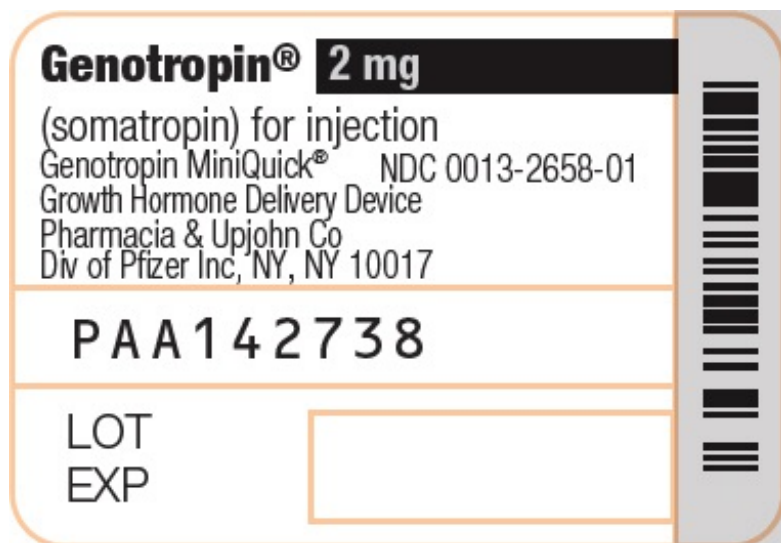 Genotropin® 2 mg
(somatropin) for injection
Genotropin MiniQuick® NDC 0013-2658-01
Growth Hormone Delivery Device
Pharmacia & Upjohn Co
Div of Pfizer Inc, NY, NY 10017
PAA142738
LOT
EXP